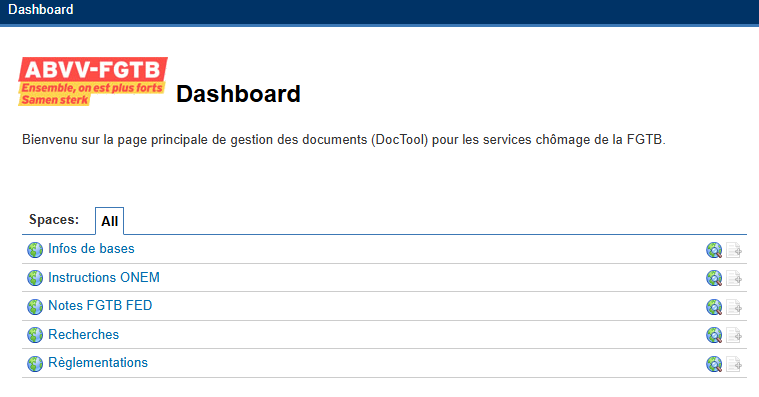 Dashboard
ABVV-FGTB
Ensemble, on est plus forts
Samen sterk
Dashboard
Bienvenu sur la page principale de gestion des documents (DocTool) pour les services chômage de la FGTB.
Spaces: All
Infos de bases
Instructions ONEM
Notes FGTB FED
Recherches
Règlementations